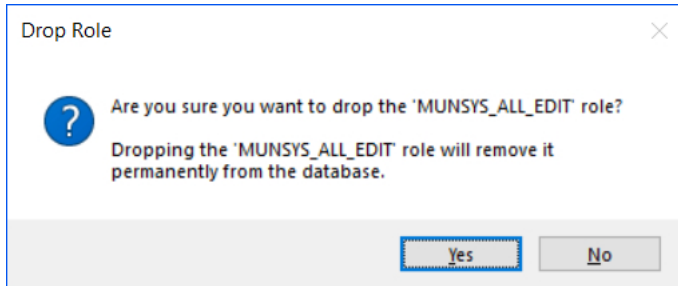 Drop Role
Are you sure you want to drop the 'MUNSYS_ALL_EDIT' role?
Dropping the 'MUNSYS_ALL_EDIT' role will remove it
permanently from the database.
Yes
No